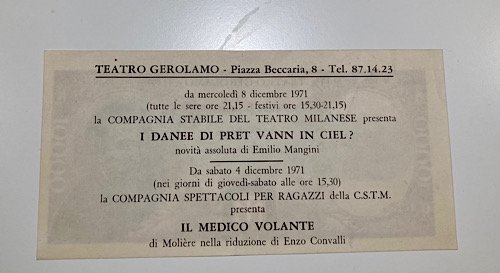 TEATRO GEROLAMO - Piazza Beccaria, 8 - Tel. 87.14.23
da mercoledì 8 dicembre 1971
(tutte le sere ore 21,15 - festivi ore 15,30-21,15)
la COMPAGNIA STABILE DEL TEATRO MILANESE presenta
I DANEE DI PRET VANN IN CIEL?
novità assoluta di Emilio Mangini
Da sabato 4 dicembre 1971
(nei giorni di giovedì-sabato alle ore 15,30)
la COMPAGNIA SPETTACOLI PER RAGAZZI della C.S.T.M.
presenta
IL MEDICO VOLANTE
di Molière nella riduzione di Enzo Convalli